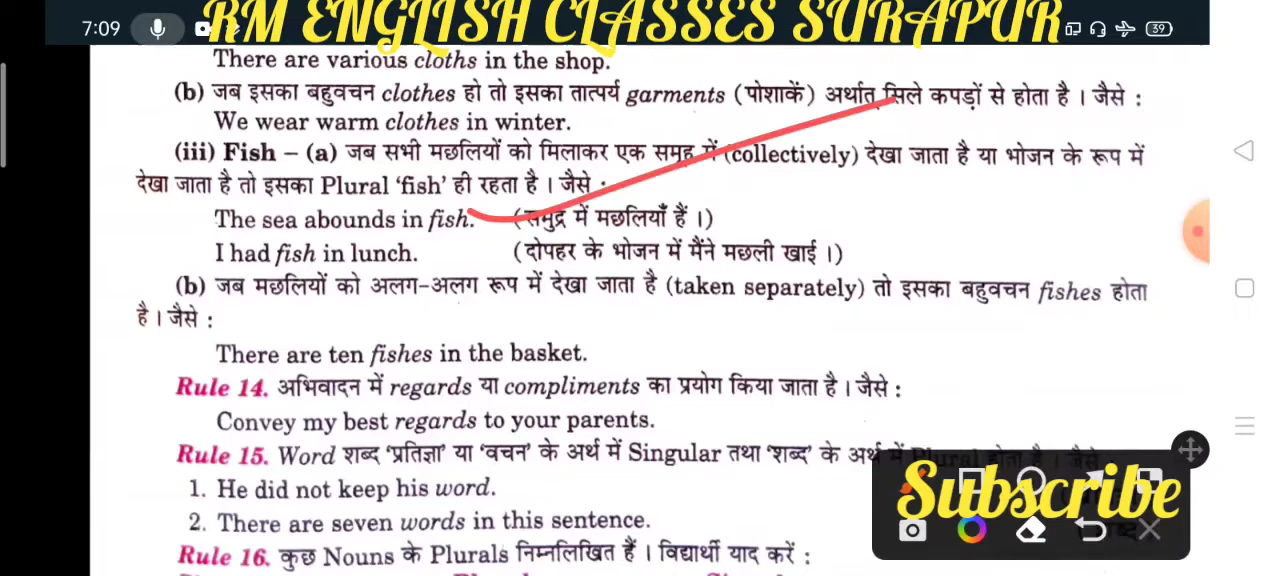 RM ENGLISH CLASSES SURAPUR
7:09
39
There are various cloths in the shop.
(b) जब इसका बहुवचन clothes हो तो इसका तात्पर्य garments (पोशाकें) अर्थात् सिले कपड़ों से होता है । जैसे :
We wear warm clothes in winter.
(iii) Fish – (a) जब सभी मछलियों को मिलाकर एक समूह में (collectively) देखा जाता है या भोजन के रूप में
देखा जाता है तो इसका Plural ‘fish’ ही रहता है । जैसे :
The sea abounds in fish. (समुद्र में मछलियाँ हैं ।)
I had fish in lunch. (दोपहर के भोजन में मैंने मछली खाई ।)
(b) जब मछलियों को अलग-अलग रूप में देखा जाता है (taken separately) तो इसका बहुवचन fishes होता
है । जैसे :
There are ten fishes in the basket.
Rule 14. अभिवादन में regards या compliments का प्रयोग किया जाता है । जैसे :
Convey my best regards to your parents.
Rule 15. Word शब्द ‘प्रतिज्ञा’ या ‘वचन’ के अर्थ में Singular तथा ‘शब्द’ के अर्थ में Plural होता है । जैसे :
1. He did not keep his word.
Subscribe
2. There are seven words in this sentence.
Rule 16. कुछ Nouns के Plurals निम्नलिखित हैं । विद्यार्थी याद करें :